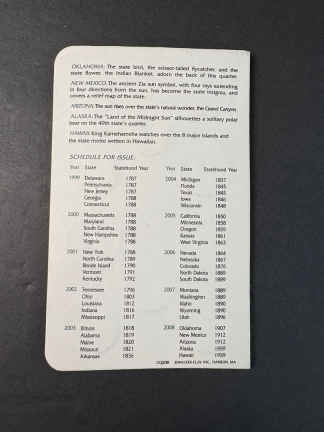 OKLAHOMA: The state bird, the scissor-tailed flycatcher, and the
state flower, the Indian Blanket, adorn the back of this quarter.
NEW MEXICO: The ancient Zia sun symbol, with four rays extending
in four directions from the sun, has become the state insignia, and
covers a relief map of the state.
ARIZONA: The sun rises over the state's natural wonder, the Grand Canyon.
ALASKA: The "Land of the Midnight Sun" silhouettes a solitary polar
bear on the 49th state's quarter.
HAWAII: King Kamehameha watches over the 8 major islands and
the state motto written in Hawaiian.
SCHEDULE FOR ISSUE:
Year State Statehood Year
1999 Delaware 1787
Pennsylvania 1787
New Jersey 1787
Georgia 1788
Connecticut 1788
2000 Massachusetts 1788
Maryland 1788
South Carolina 1788
New Hampshire 1788
Virginia 1788
2001 New York 1788
North Carolina 1789
Rhode Island 1790
Vermont 1791
Kentucky 1792
2002 Tennessee 1796
Ohio 1803
Louisiana 1812
Indiana 1816
Mississippi 1817
2003 Illinois 1818
Alabama 1819
Maine 1820
Missouri 1821
Arkansas 1836
Year State Statehood Year
2004 Michigan 1837
Florida 1845
Texas 1845
Iowa 1846
Wisconsin 1848
2005 California 1850
Minnesota 1858
Oregon 1859
Kansas 1861
West Virginia 1863
2006 Nevada 1864
Nebraska 1867
Colorado 1876
North Dakota 1889
South Dakota 1889
2007 Montana 1889
Washington 1889
Idaho 1890
Wyoming 1890
Utah 1896
2008 Oklahoma 1907
New Mexico 1912
Arizona 1912
Alaska 1959
Hawaii 1959
INC.